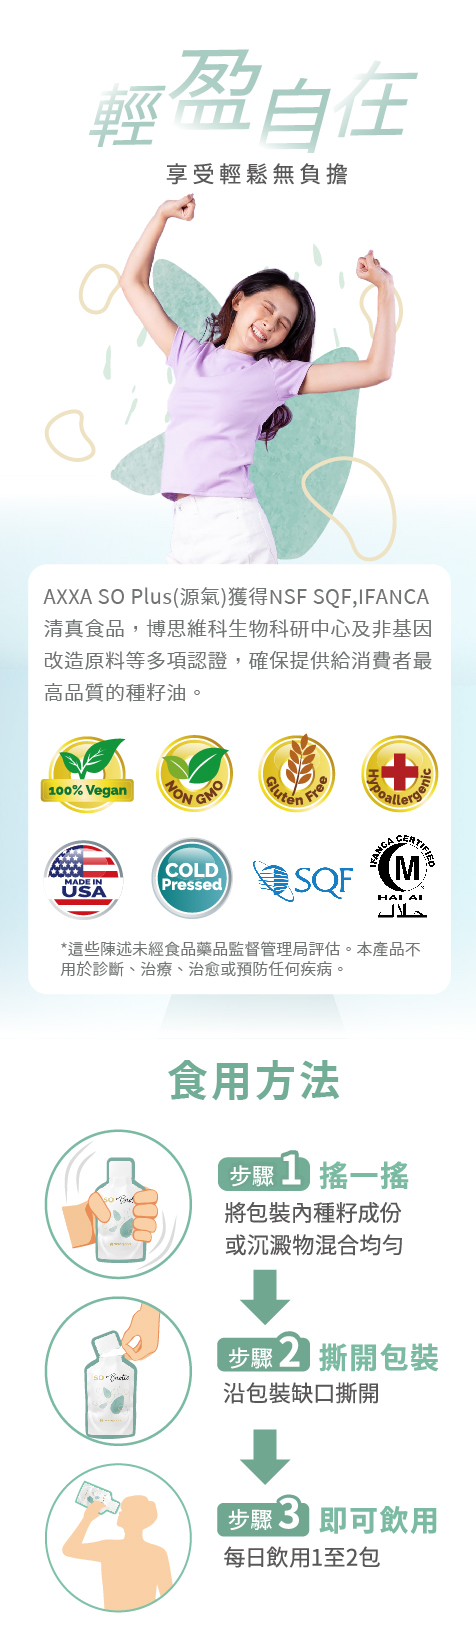 輕盈自在
享受輕鬆無負擔
AXXA SO Plus(源氣)獲得NSF SQF,IFANCA
清真食品，博思維科生物科研中心及非基因
改造原料等多項認證，確保提供給消費者最
高品質的種籽油。
100% Vegan
NON GMO
Gluten Free
Hypoallergenic
MADE IN
USA
COLD
Pressed
SQF
IFANCA CERTIFIED
M
HALAL
*這些陳述未經食品藥品監督管理局評估。本產品不
用於診斷、治療、治愈或預防任何疾病。
食用方法
步驟1 搖一搖
將包裝內種籽成份
或沉澱物混合均勻
步驟2 撕開包裝
沿包裝缺口撕開
步驟3 即可飲用
每日飲用1至2包